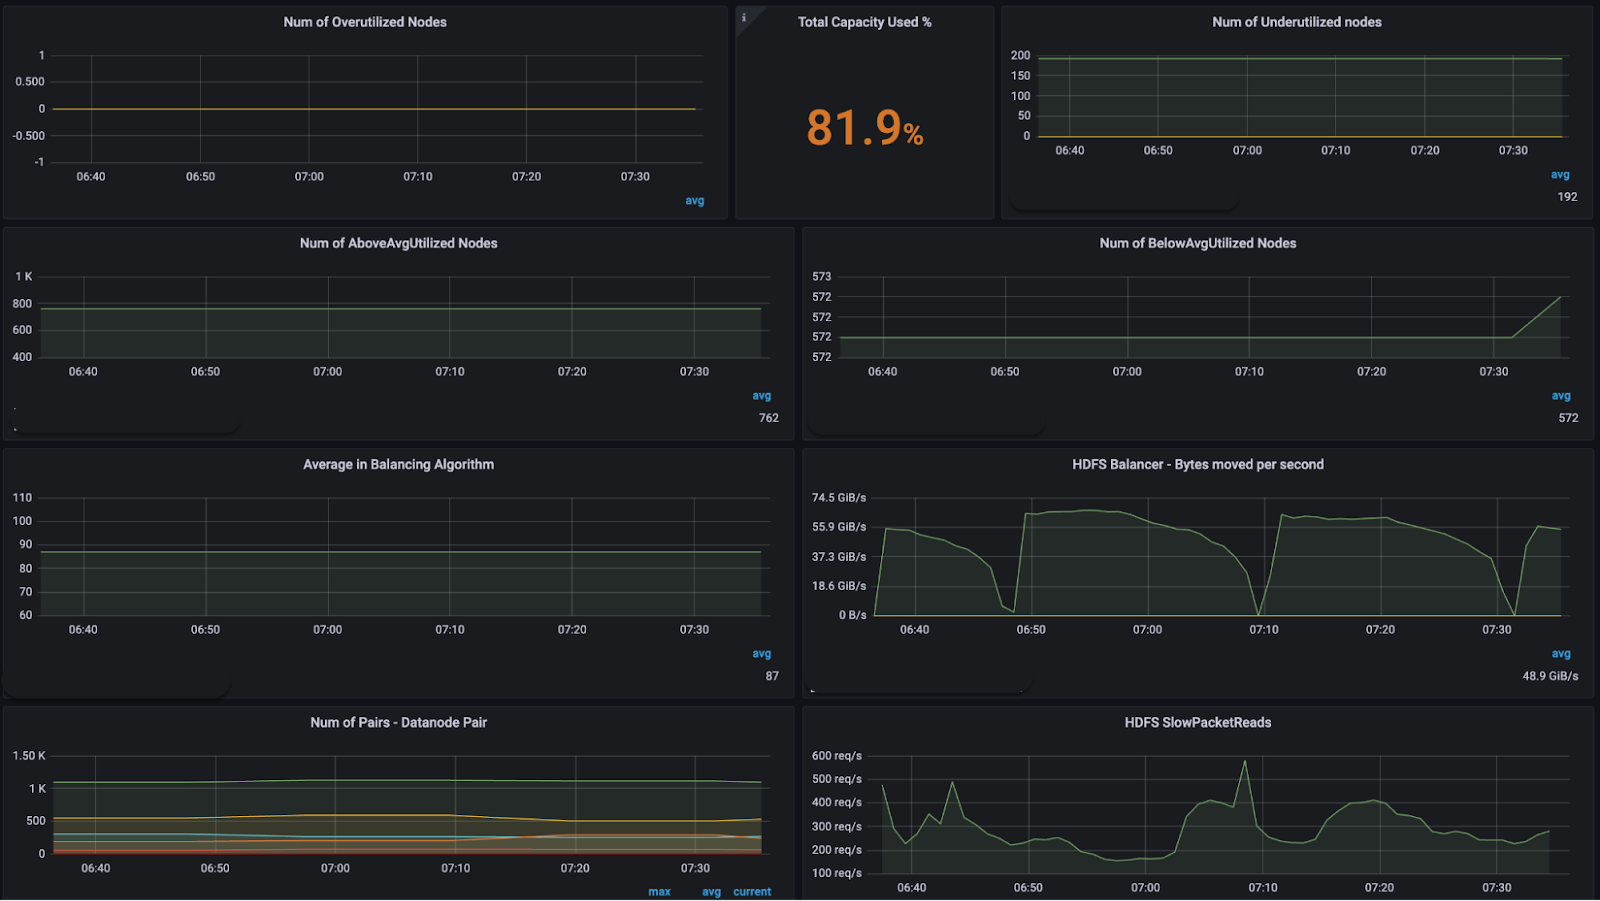 Num of Overutilized Nodes
1
0.500
0
-0.500
-1
06:40 06:50 07:00 07:10 07:20 07:30
avg
i
Total Capacity Used %
81.9%
Num of Underutilized nodes
200
150
100
50
0
06:40 06:50 07:00 07:10 07:20 07:30
avg
192
Num of AboveAvgUtilized Nodes
1 K
800
600
400
06:40 06:50 07:00 07:10 07:20 07:30
avg
762
Num of BelowAvgUtilized Nodes
573
572
572
572
572
06:40 06:50 07:00 07:10 07:20 07:30
avg
572
Average in Balancing Algorithm
110
100
90
80
70
60
06:40 06:50 07:00 07:10 07:20 07:30
avg
87
HDFS Balancer - Bytes moved per second
74.5 GiB/s
55.9 GiB/s
37.3 GiB/s
18.6 GiB/s
0 B/s
06:40 06:50 07:00 07:10 07:20 07:30
avg
48.9 GiB/s
Num of Pairs - Datanode Pair
1.50 K
1 K
500
0
06:40 06:50 07:00 07:10 07:20 07:30
max avg current
HDFS SlowPacketReads
600 req/s
500 req/s
400 req/s
300 req/s
200 req/s
100 req/s
06:40 06:50 07:00 07:10 07:20 07:30